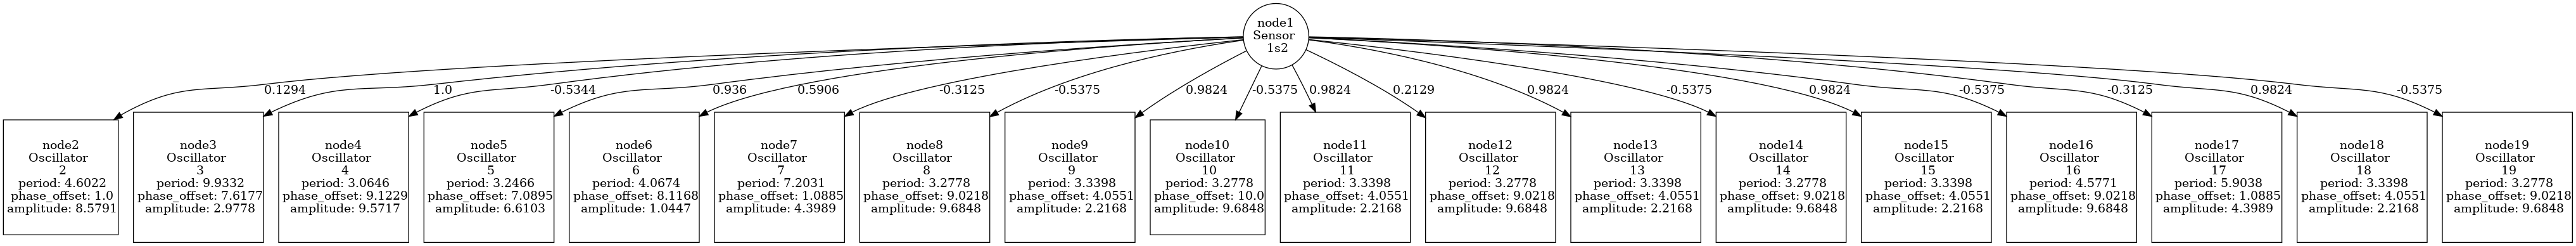 node1
Sensor
1s2
0.1294
1.0
-0.5344
0.936
0.5906
-0.3125
-0.5375
0.9824
-0.5375
0.9824
0.2129
0.9824
-0.5375
0.9824
-0.5375
-0.3125
0.9824
-0.5375
node2
Oscillator
2
period: 4.6022
phase_offset: 1.0
amplitude: 8.5791
node3
Oscillator
3
period: 9.9332
phase_offset: 7.6177
amplitude: 2.9778
node4
Oscillator
4
period: 3.0646
phase_offset: 9.1229
amplitude: 9.5717
node5
Oscillator
5
period: 3.2466
phase_offset: 7.0895
amplitude: 6.6103
node6
Oscillator
6
period: 4.0674
phase_offset: 8.1168
amplitude: 1.0447
node7
Oscillator
7
period: 7.2031
phase_offset: 1.0885
amplitude: 4.3989
node8
Oscillator
8
period: 3.2778
phase_offset: 9.0218
amplitude: 9.6848
node9
Oscillator
9
period: 3.3398
phase_offset: 4.0551
amplitude: 2.2168
node10
Oscillator
10
period: 3.2778
phase_offset: 10.0
amplitude: 9.6848
node11
Oscillator
11
period: 3.3398
phase_offset: 4.0551
amplitude: 2.2168
node12
Oscillator
12
period: 3.2778
phase_offset: 9.0218
amplitude: 9.6848
node13
Oscillator
13
period: 3.3398
phase_offset: 4.0551
amplitude: 2.2168
node14
Oscillator
14
period: 3.2778
phase_offset: 9.0218
amplitude: 9.6848
node15
Oscillator
15
period: 3.3398
phase_offset: 4.0551
amplitude: 2.2168
node16
Oscillator
16
period: 4.5771
phase_offset: 9.0218
amplitude: 9.6848
node17
Oscillator
17
period: 5.9038
phase_offset: 1.0885
amplitude: 4.3989
node18
Oscillator
18
period: 3.3398
phase_offset: 4.0551
amplitude: 2.2168
node19
Oscillator
19
period: 3.2778
phase_offset: 9.0218
amplitude: 9.6848